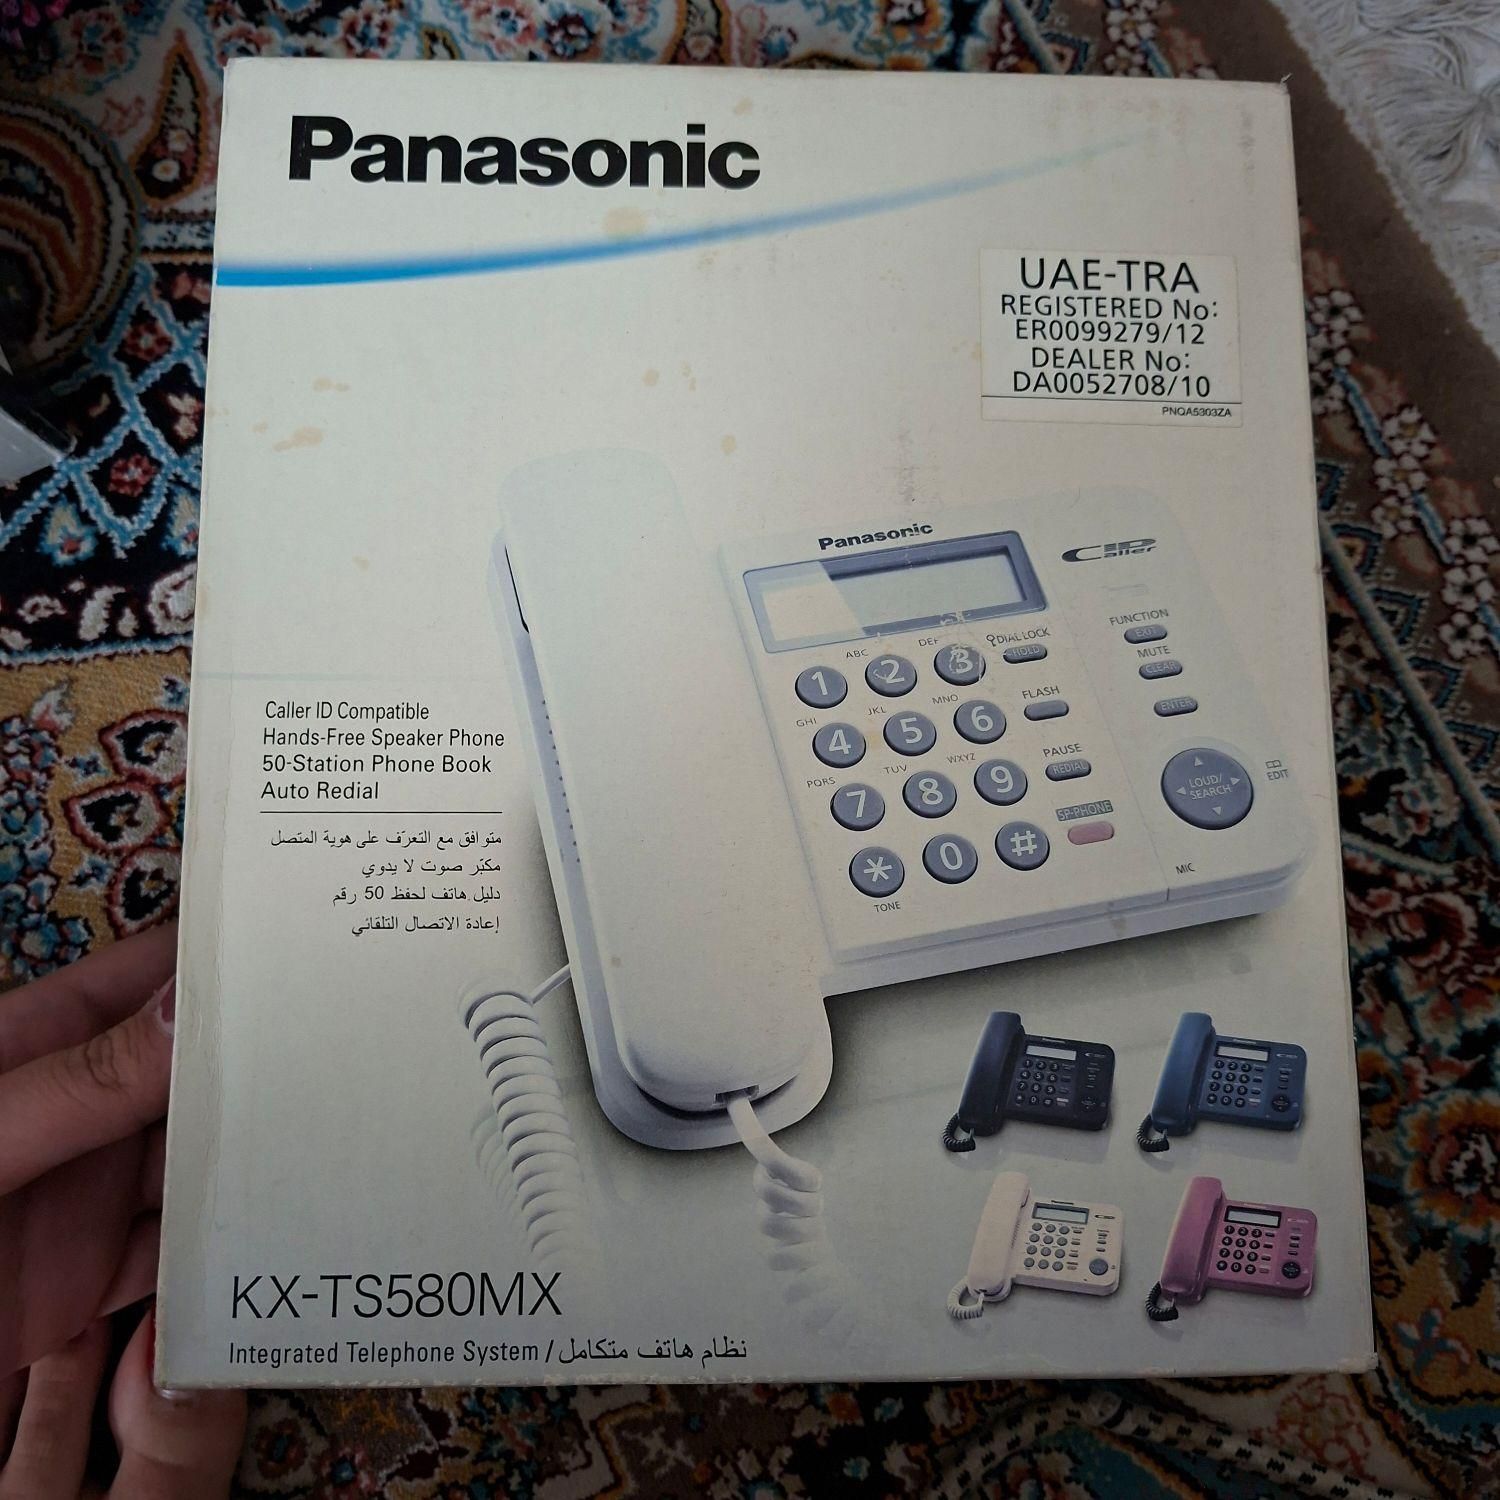 Panasonic
UAE-TRA
REGISTERED No:
ER0099279/12
DEALER No:
DA0052708/10
PNQA5303ZA
Panasonic
Caller ID
ABC
DEF
DIAL LOCK
1
2
3
HOLD
FUNCTION
EXIT
MUTE
CLEAR
GHI
JKL
MNO
FLASH
4
5
6
ENTER
PQRS
TUV
WXYZ
PAUSE
7
8
9
REDIAL
LOUD/
SEARCH
EDIT
SP-PHONE
*
0
#
TONE
MIC
Caller ID Compatible
Hands-Free Speaker Phone
50-Station Phone Book
Auto Redial
متوافق مع التعرّف على هوية المتصل
مكبّر صوت لا يدوي
دليل هاتف لحفظ 50 رقم
إعادة الاتصال التلقائي
KX-TS580MX
Integrated Telephone System / نظام هاتف متكامل